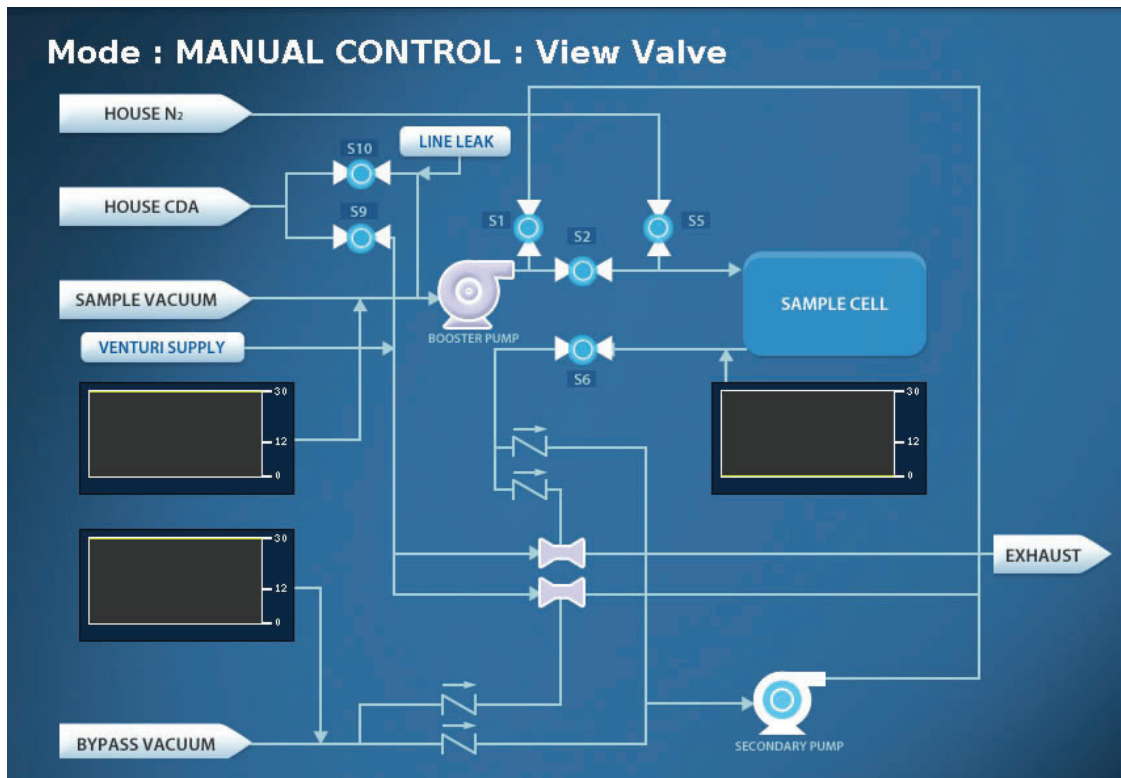 Mode : MANUAL CONTROL : View Valve
HOUSE N₂
LINE LEAK
S10
HOUSE CDA
S9
S1
S2
S5
SAMPLE VACUUM
SAMPLE CELL
BOOSTER PUMP
VENTURI SUPPLY
S6
30
12
0
30
12
0
30
12
0
EXHAUST
BYPASS VACUUM
SECONDARY PUMP